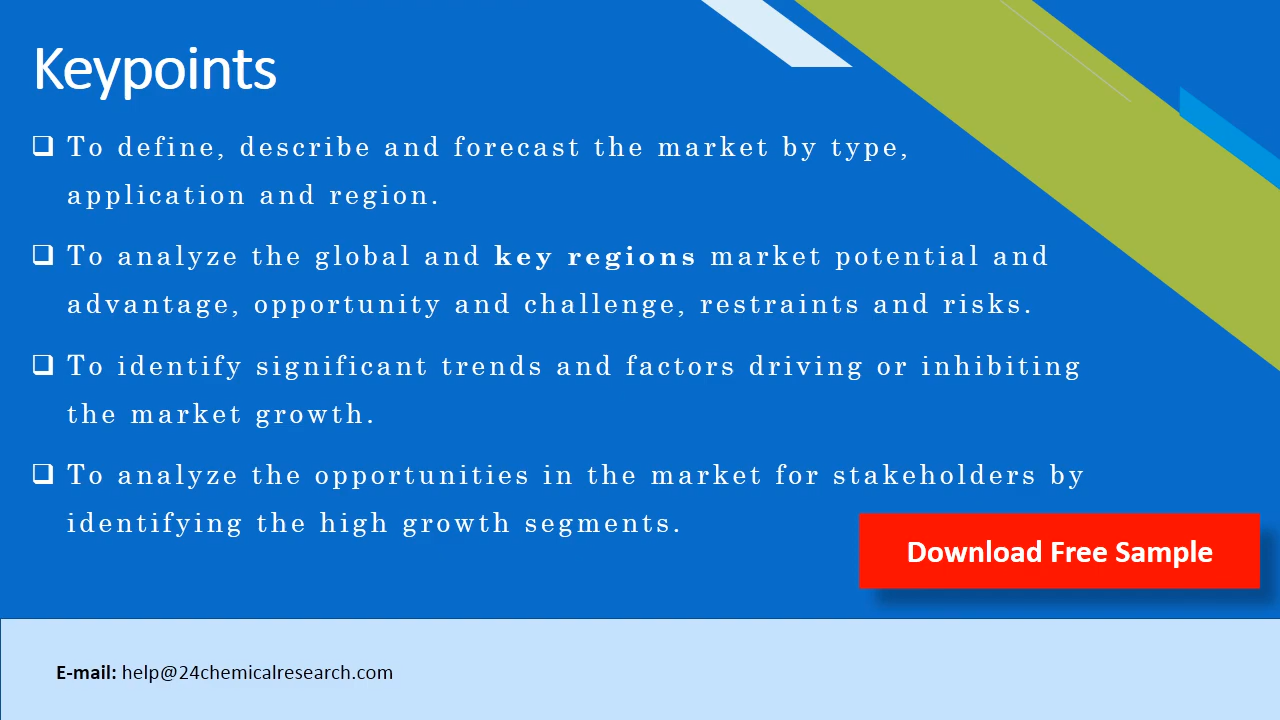 Keypoints
❑ To define, describe and forecast the market by type,
application and region.
❑ To analyze the global and key regions market potential and
advantage, opportunity and challenge, restraints and risks.
❑ To identify significant trends and factors driving or inhibiting
the market growth.
❑ To analyze the opportunities in the market for stakeholders by
identifying the high growth segments.
Download Free Sample
E-mail: help@24chemicalresearch.com